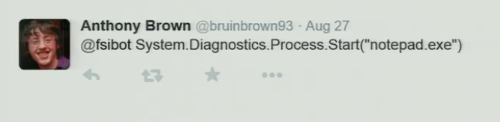 Anthony Brown @bruinbrown93 · Aug 27
@fsibot System.Diagnostics.Process.Start("notepad.exe")